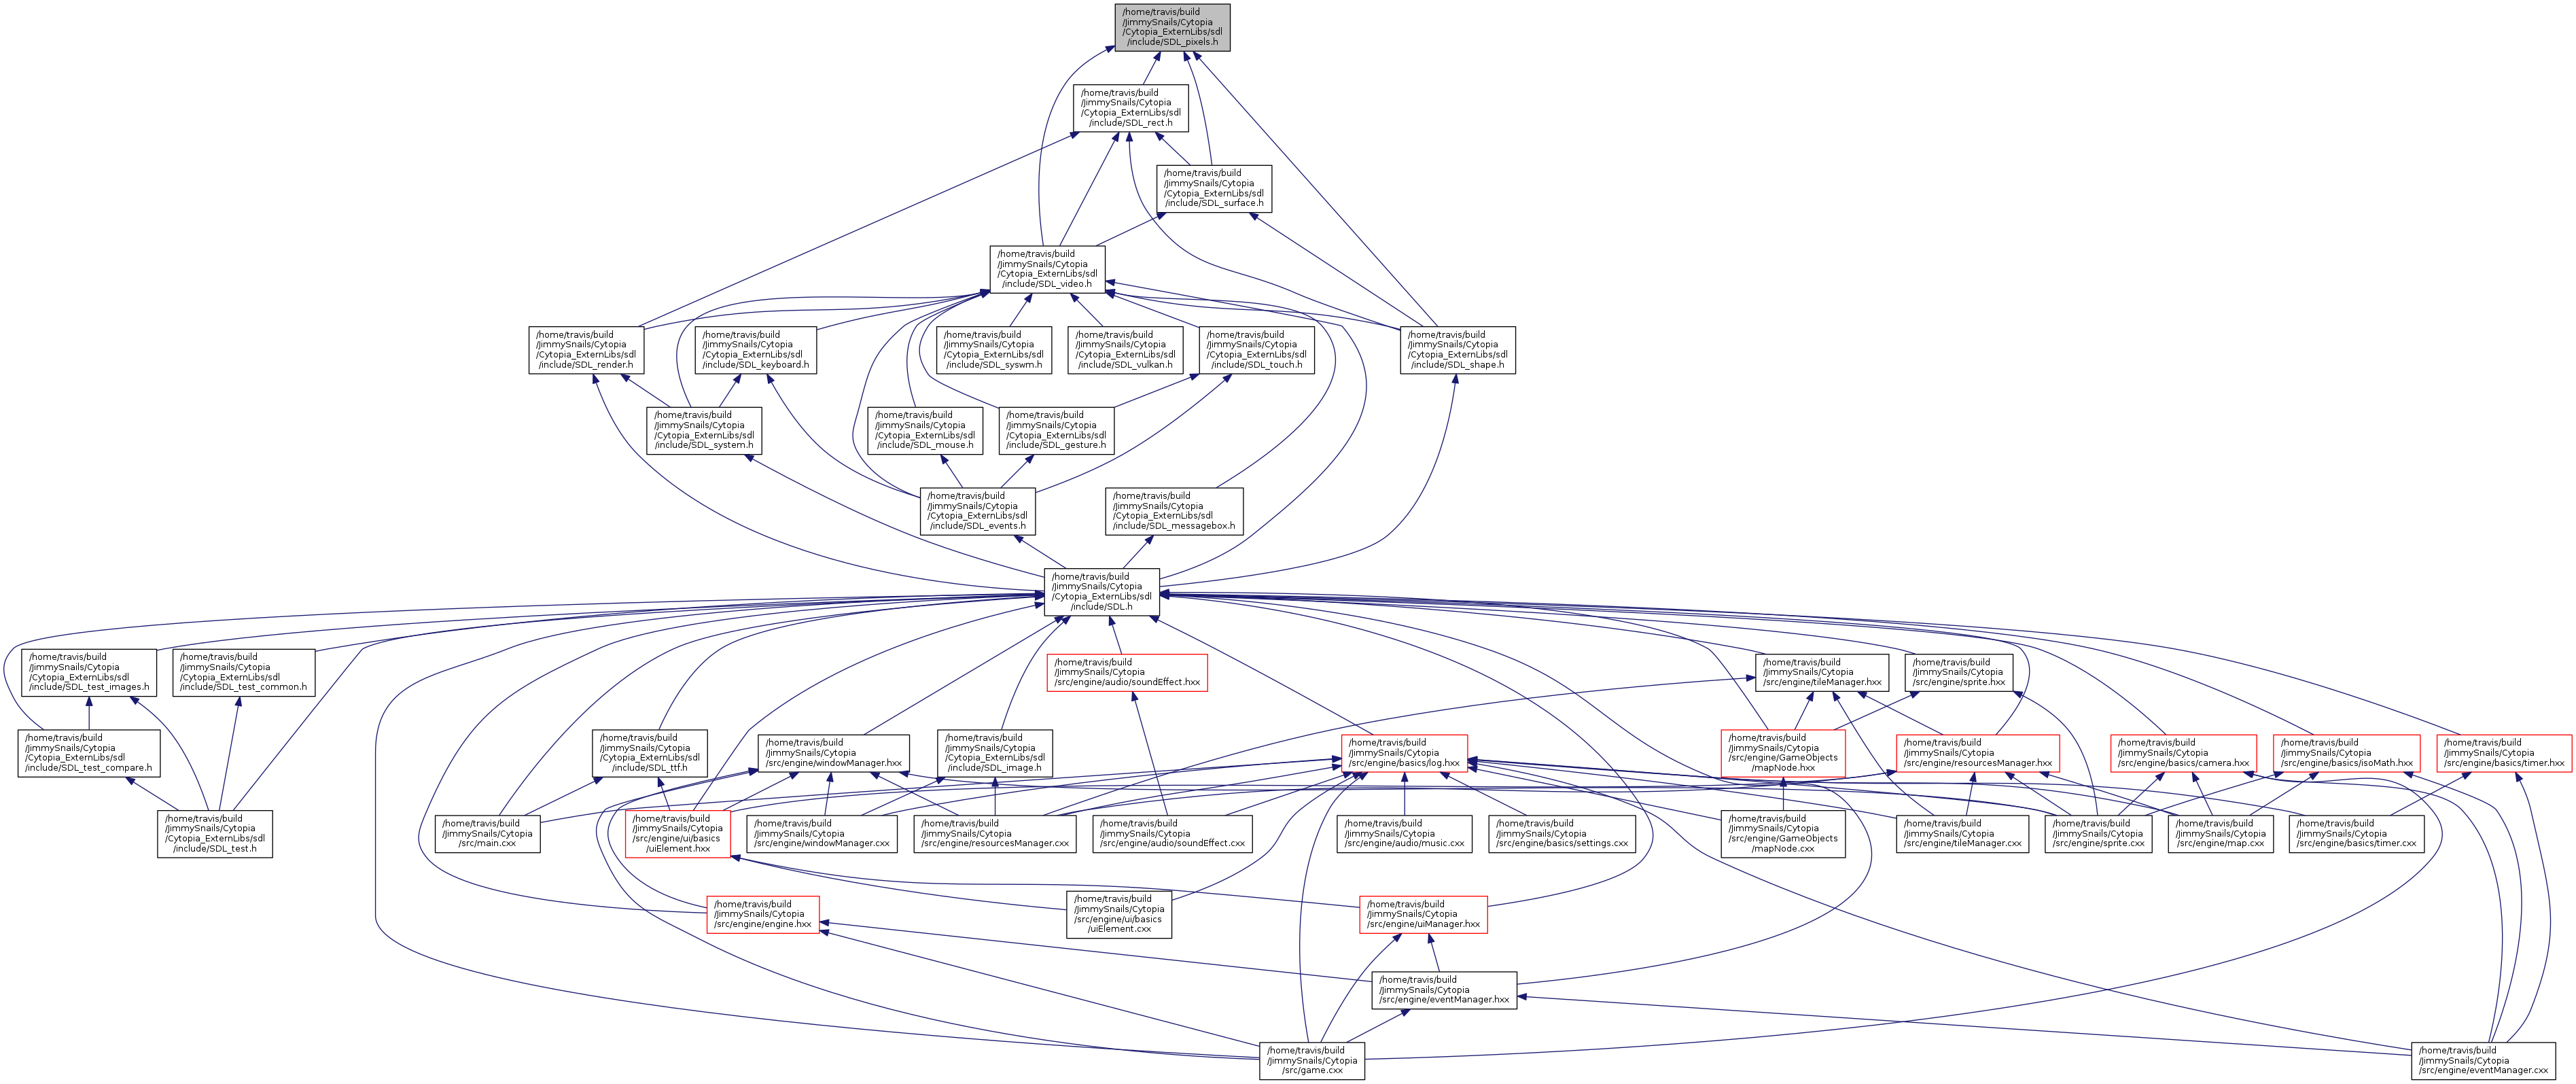 /home/travis/build
/JimmySnails/Cytopia
/Cytopia_ExternLibs/sdl
/include/SDL_pixels.h
/home/travis/build
/JimmySnails/Cytopia
/Cytopia_ExternLibs/sdl
/include/SDL_rect.h
/home/travis/build
/JimmySnails/Cytopia
/Cytopia_ExternLibs/sdl
/include/SDL_surface.h
/home/travis/build
/JimmySnails/Cytopia
/Cytopia_ExternLibs/sdl
/include/SDL_video.h
/home/travis/build
/JimmySnails/Cytopia
/Cytopia_ExternLibs/sdl
/include/SDL_render.h
/home/travis/build
/JimmySnails/Cytopia
/Cytopia_ExternLibs/sdl
/include/SDL_keyboard.h
/home/travis/build
/JimmySnails/Cytopia
/Cytopia_ExternLibs/sdl
/include/SDL_syswm.h
/home/travis/build
/JimmySnails/Cytopia
/Cytopia_ExternLibs/sdl
/include/SDL_vulkan.h
/home/travis/build
/JimmySnails/Cytopia
/Cytopia_ExternLibs/sdl
/include/SDL_touch.h
/home/travis/build
/JimmySnails/Cytopia
/Cytopia_ExternLibs/sdl
/include/SDL_shape.h
/home/travis/build
/JimmySnails/Cytopia
/Cytopia_ExternLibs/sdl
/include/SDL_system.h
/home/travis/build
/JimmySnails/Cytopia
/Cytopia_ExternLibs/sdl
/include/SDL_mouse.h
/home/travis/build
/JimmySnails/Cytopia
/Cytopia_ExternLibs/sdl
/include/SDL_gesture.h
/home/travis/build
/JimmySnails/Cytopia
/Cytopia_ExternLibs/sdl
/include/SDL_events.h
/home/travis/build
/JimmySnails/Cytopia
/Cytopia_ExternLibs/sdl
/include/SDL_messagebox.h
/home/travis/build
/JimmySnails/Cytopia
/Cytopia_ExternLibs/sdl
/include/SDL.h
/home/travis/build
/JimmySnails/Cytopia
/Cytopia_ExternLibs/sdl
/include/SDL_test_images.h
/home/travis/build
/JimmySnails/Cytopia
/Cytopia_ExternLibs/sdl
/include/SDL_test_common.h
/home/travis/build
/JimmySnails/Cytopia
/src/engine/audio/soundEffect.hxx
/home/travis/build
/JimmySnails/Cytopia
/src/engine/tileManager.hxx
/home/travis/build
/JimmySnails/Cytopia
/src/engine/sprite.hxx
/home/travis/build
/JimmySnails/Cytopia
/Cytopia_ExternLibs/sdl
/include/SDL_test_compare.h
/home/travis/build
/JimmySnails/Cytopia
/Cytopia_ExternLibs/sdl
/include/SDL_ttf.h
/home/travis/build
/JimmySnails/Cytopia
/src/engine/windowManager.hxx
/home/travis/build
/JimmySnails/Cytopia
/Cytopia_ExternLibs/sdl
/include/SDL_image.h
/home/travis/build
/JimmySnails/Cytopia
/src/engine/basics/log.hxx
/home/travis/build
/JimmySnails/Cytopia
/src/engine/GameObjects
/mapNode.hxx
/home/travis/build
/JimmySnails/Cytopia
/src/engine/resourcesManager.hxx
/home/travis/build
/JimmySnails/Cytopia
/src/engine/basics/camera.hxx
/home/travis/build
/JimmySnails/Cytopia
/src/engine/basics/isoMath.hxx
/home/travis/build
/JimmySnails/Cytopia
/src/engine/basics/timer.hxx
/home/travis/build
/JimmySnails/Cytopia
/Cytopia_ExternLibs/sdl
/include/SDL_test.h
/home/travis/build
/JimmySnails/Cytopia
/src/main.cxx
/home/travis/build
/JimmySnails/Cytopia
/src/engine/ui/basics
/uiElement.hxx
/home/travis/build
/JimmySnails/Cytopia
/src/engine/windowManager.cxx
/home/travis/build
/JimmySnails/Cytopia
/src/engine/resourcesManager.cxx
/home/travis/build
/JimmySnails/Cytopia
/src/engine/audio/soundEffect.cxx
/home/travis/build
/JimmySnails/Cytopia
/src/engine/audio/music.cxx
/home/travis/build
/JimmySnails/Cytopia
/src/engine/basics/settings.cxx
/home/travis/build
/JimmySnails/Cytopia
/src/engine/GameObjects
/mapNode.cxx
/home/travis/build
/JimmySnails/Cytopia
/src/engine/tileManager.cxx
/home/travis/build
/JimmySnails/Cytopia
/src/engine/sprite.cxx
/home/travis/build
/JimmySnails/Cytopia
/src/engine/map.cxx
/home/travis/build
/JimmySnails/Cytopia
/src/engine/basics/timer.cxx
/home/travis/build
/JimmySnails/Cytopia
/src/engine/engine.hxx
/home/travis/build
/JimmySnails/Cytopia
/src/engine/ui/basics
/uiElement.cxx
/home/travis/build
/JimmySnails/Cytopia
/src/engine/uiManager.hxx
/home/travis/build
/JimmySnails/Cytopia
/src/engine/eventManager.hxx
/home/travis/build
/JimmySnails/Cytopia
/src/game.cxx
/home/travis/build
/JimmySnails/Cytopia
/src/engine/eventManager.cxx